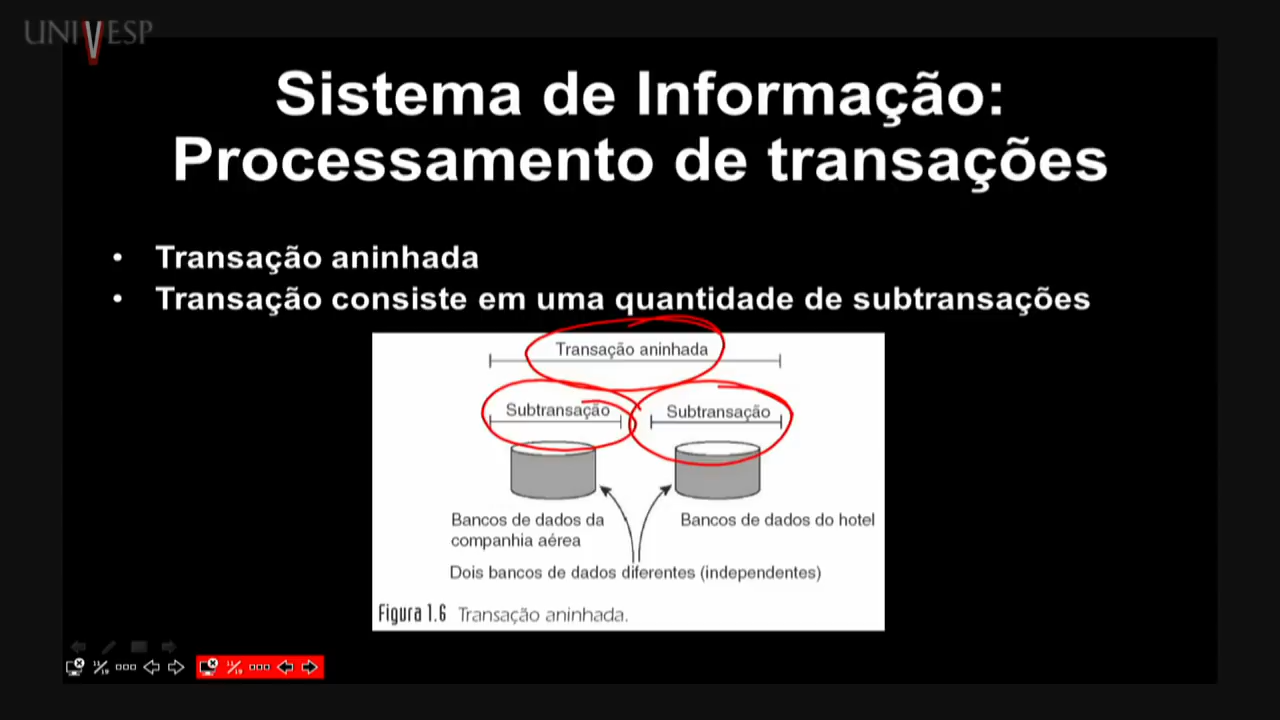 UNIVESP
Sistema de Informação:
Processamento de transações
• Transação aninhada
• Transação consiste em uma quantidade de subtransações
Transação aninhada
Subtransação Subtransação
Bancos de dados da Bancos de dados do hotel
companhia aérea
Dois bancos de dados diferentes (independentes)
Figura 1.6 Transação aninhada.